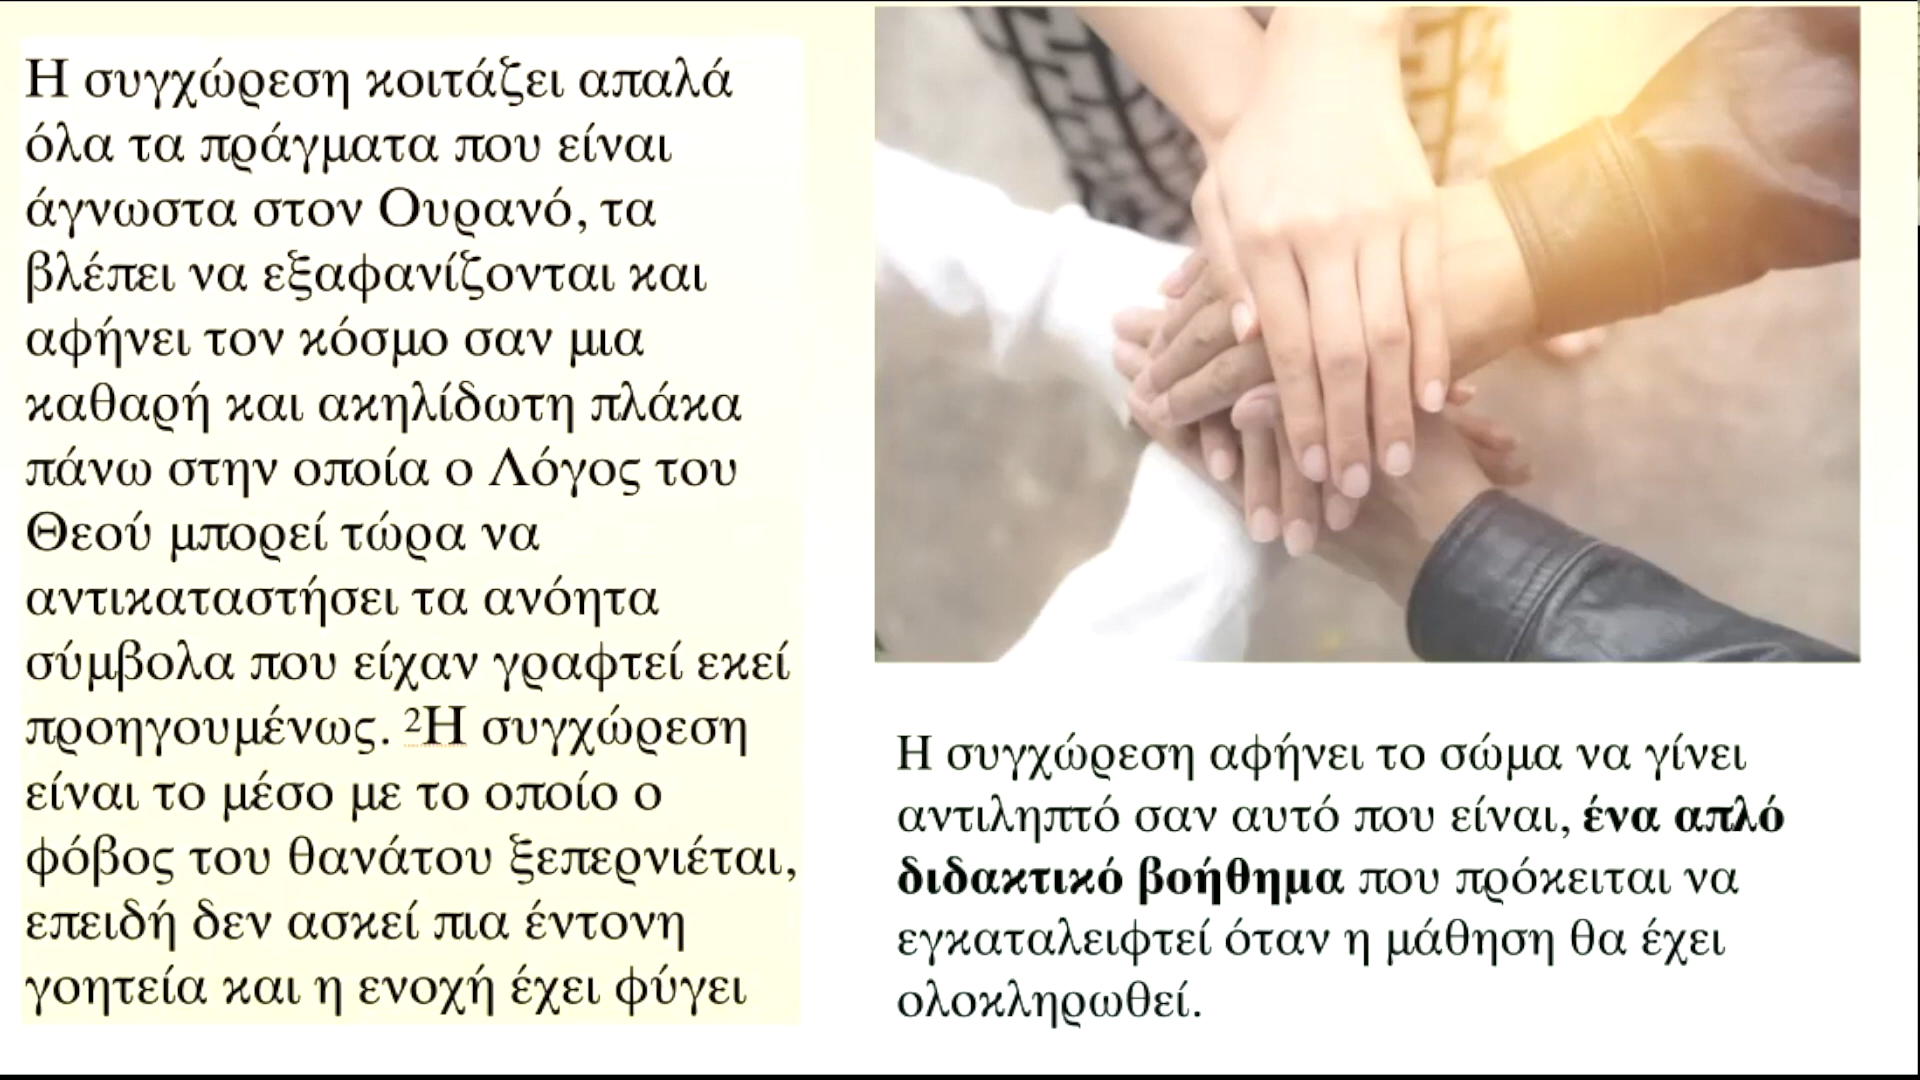 Η συγχώρεση κοιτάζει απαλά
όλα τα πράγματα που είναι
άγνωστα στον Ουρανό, τα
βλέπει να εξαφανίζονται και
αφήνει τον κόσμο σαν μια
καθαρή και ακηλίδωτη πλάκα
πάνω στην οποία ο Λόγος του
Θεού μπορεί τώρα να
αντικαταστήσει τα ανόητα
σύμβολα που είχαν γραφτεί εκεί
προηγουμένως. ²Η συγχώρεση
είναι το μέσο με το οποίο ο
φόβος του θανάτου ξεπερνιέται,
επειδή δεν ασκεί πια έντονη
γοητεία και η ενοχή έχει φύγει
Η συγχώρεση αφήνει το σώμα να γίνει
αντιληπτό σαν αυτό που είναι, ένα απλό
διδακτικό βοήθημα που πρόκειται να
εγκαταλειφτεί όταν η μάθηση θα έχει
ολοκληρωθεί.